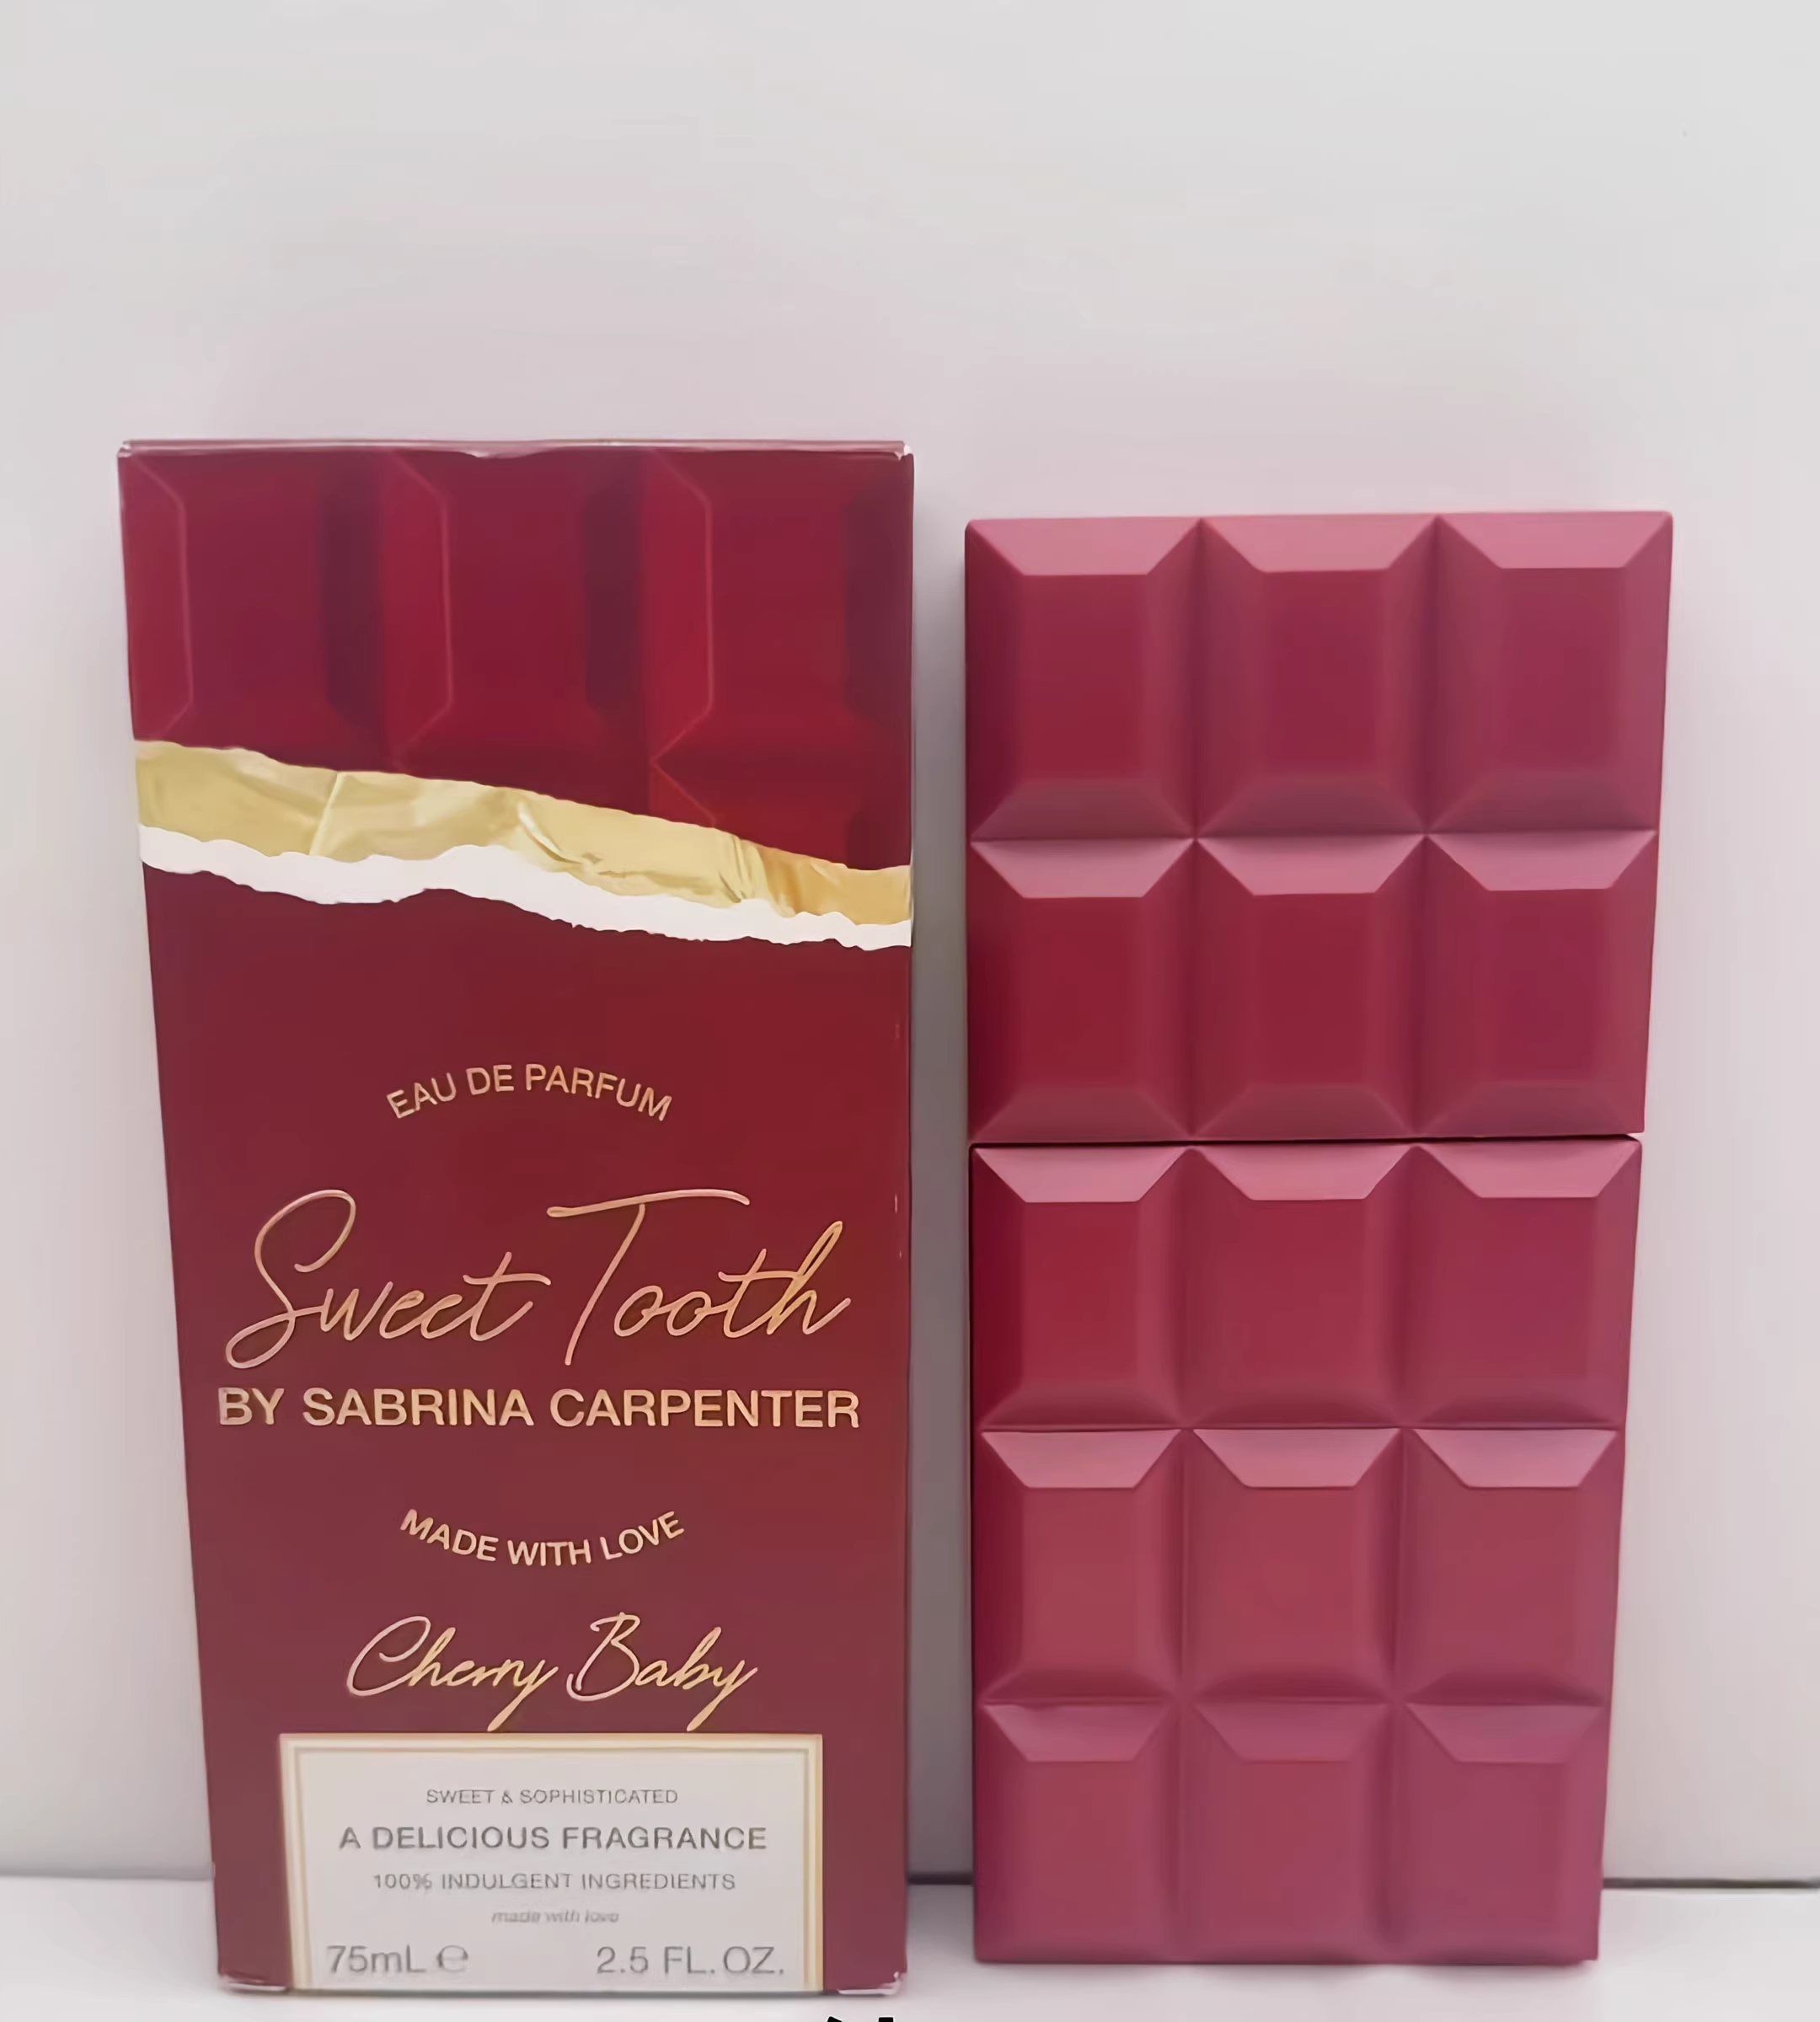 EAU DE PARFUM
Sweet Tooth
BY SABRINA CARPENTER
MADE WITH LOVE
Cherry Baby
SWEET & SOPHISTICATED
A DELICIOUS FRAGRANCE
100% INDULGENT INGREDIENTS
made with love
75mL ℮ 2.5 FL. OZ.